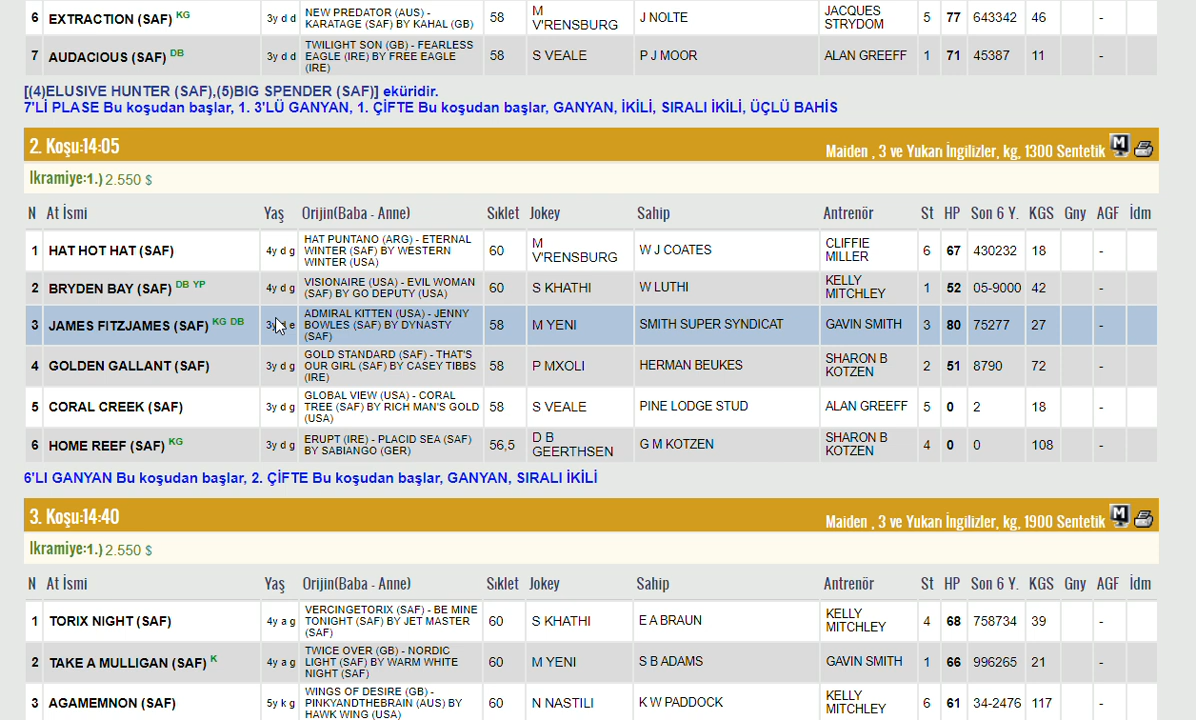 6 EXTRACTION (SAF) KG 3y d d NEW PREDATOR (AUS) - KARATAGE (SAF) BY KAHAL (GB) 58 M V'RENSBURG J NOLTE JACQUES STRYDOM 5 77 643342 46 -
7 AUDACIOUS (SAF) DB 3y d d TWILIGHT SON (GB) - FEARLESS EAGLE (IRE) BY FREE EAGLE (IRE) 58 S VEALE P J MOOR ALAN GREEFF 1 71 45387 11 -
[(4)ELUSIVE HUNTER (SAF),(5)BIG SPENDER (SAF)] eküridir.
7'Lİ PLASE Bu koşudan başlar, 1. 3'LÜ GANYAN, 1. ÇİFTE Bu koşudan başlar, GANYAN, İKİLİ, SIRALI İKİLİ, ÜÇLÜ BAHİS
2. Koşu:14:05 Maiden , 3 ve Yukarı İngilizler, kg, 1300 Sentetik M
Ikramiye:1.) 2.550 $
N At İsmi Yaş Orijin(Baba - Anne) Sıklet Jokey Sahip Antrenör St HP Son 6 Y. KGS Gny AGF İdm
1 HAT HOT HAT (SAF) 4y d g HAT PUNTANO (ARG) - ETERNAL WINTER (SAF) BY WESTERN WINTER (USA) 60 M V'RENSBURG W J COATES CLIFFIE MILLER 6 67 430232 18 -
2 BRYDEN BAY (SAF) DB YP 4y d g VISIONAIRE (USA) - EVIL WOMAN (SAF) BY GO DEPUTY (USA) 60 S KHATHI W LUTHI KELLY MITCHLEY 1 52 05-9000 42 -
3 JAMES FITZJAMES (SAF) KG DB e ADMIRAL KITTEN (USA) - JENNY BOWLES (SAF) BY DYNASTY (SAF) 58 M YENI SMITH SUPER SYNDICAT GAVIN SMITH 3 80 75277 27 -
4 GOLDEN GALLANT (SAF) 3y d g GOLD STANDARD (SAF) - THAT'S OUR GIRL (SAF) BY CASEY TIBBS (IRE) 58 P MXOLI HERMAN BEUKES SHARON B KOTZEN 2 51 8790 72 -
5 CORAL CREEK (SAF) 3y d g GLOBAL VIEW (USA) - CORAL TREE (SAF) BY RICH MAN'S GOLD (USA) 58 S VEALE PINE LODGE STUD ALAN GREEFF 5 0 2 18 -
6 HOME REEF (SAF) KG 3y d g ERUPT (IRE) - PLACID SEA (SAF) BY SABIANGO (GER) 56,5 D B GEERTHSEN G M KOTZEN SHARON B KOTZEN 4 0 0 108 -
6'LI GANYAN Bu koşudan başlar, 2. ÇİFTE Bu koşudan başlar, GANYAN, SIRALI İKİLİ
3. Koşu:14:40 Maiden , 3 ve Yukarı İngilizler, kg, 1900 Sentetik M
Ikramiye:1.) 2.550 $
N At İsmi Yaş Orijin(Baba - Anne) Sıklet Jokey Sahip Antrenör St HP Son 6 Y. KGS Gny AGF İdm
1 TORIX NIGHT (SAF) 4y a g VERCINGETORIX (SAF) - BE MINE TONIGHT (SAF) BY JET MASTER (SAF) 60 S KHATHI E A BRAUN KELLY MITCHLEY 4 68 758734 39 -
2 TAKE A MULLIGAN (SAF) K 4y a g TWICE OVER (GB) - NORDIC LIGHT (SAF) BY WARM WHITE NIGHT (SAF) 60 M YENI S B ADAMS GAVIN SMITH 1 66 996265 21 -
3 AGAMEMNON (SAF) 5y k g WINGS OF DESIRE (GB) - PINKYANDTHEBRAIN (AUS) BY HAWK WING (USA) 60 N NASTILI K W PADDOCK KELLY MITCHLEY 6 61 34-2476 117 -